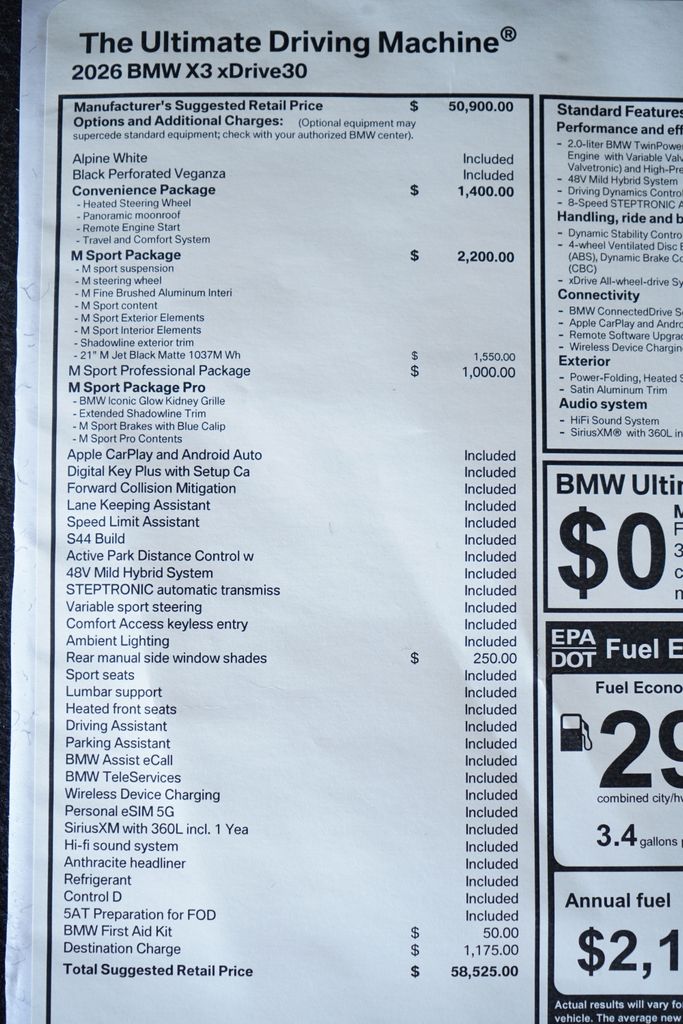 The Ultimate Driving Machine®
2026 BMW X3 xDrive30
Manufacturer's Suggested Retail Price $ 50,900.00
Options and Additional Charges: (Optional equipment may
supercede standard equipment; check with your authorized BMW center).
Alpine White Included
Black Perforated Veganza Included
Convenience Package $ 1,400.00
- Heated Steering Wheel
- Panoramic moonroof
- Remote Engine Start
- Travel and Comfort System
M Sport Package $ 2,200.00
- M sport suspension
- M steering wheel
- M Fine Brushed Aluminum Interi
- M Sport content
- M Sport Exterior Elements
- M Sport Interior Elements
- Shadowline exterior trim
- 21" M Jet Black Matte 1037M Wh $ 1,550.00
M Sport Professional Package $ 1,000.00
M Sport Package Pro
- BMW Iconic Glow Kidney Grille
- Extended Shadowline Trim
- M Sport Brakes with Blue Calip
- M Sport Pro Contents
Apple CarPlay and Android Auto Included
Digital Key Plus with Setup Ca Included
Forward Collision Mitigation Included
Lane Keeping Assistant Included
Speed Limit Assistant Included
S44 Build Included
Active Park Distance Control w Included
48V Mild Hybrid System Included
STEPTRONIC automatic transmiss Included
Variable sport steering Included
Comfort Access keyless entry Included
Ambient Lighting Included
Rear manual side window shades $ 250.00
Sport seats Included
Lumbar support Included
Heated front seats Included
Driving Assistant Included
Parking Assistant Included
BMW Assist eCall Included
BMW TeleServices Included
Wireless Device Charging Included
Personal eSIM 5G Included
SiriusXM with 360L incl. 1 Yea Included
Hi-fi sound system Included
Anthracite headliner Included
Refrigerant Included
Control D Included
5AT Preparation for FOD Included
BMW First Aid Kit $ 50.00
Destination Charge $ 1,175.00
Total Suggested Retail Price $ 58,525.00
Standard Features
Performance and eff
- 2.0-liter BMW TwinPower
Engine with Variable Valv
Valvetronic) and High-Pre
- 48V Mild Hybrid System
- Driving Dynamics Control
- 8-Speed STEPTRONIC A
Handling, ride and b
- Dynamic Stability Contro
- 4-wheel Ventilated Disc B
(ABS), Dynamic Brake Co
(CBC)
- xDrive All-wheel-drive Sy
Connectivity
- BMW ConnectedDrive Se
- Apple CarPlay and Andro
- Remote Software Upgra
- Wireless Device Chargin
Exterior
- Power-Folding, Heated S
- Satin Aluminum Trim
Audio system
- HiFi Sound System
- SiriusXM® with 360L in
BMW Ultim
$0
EPA
DOT Fuel E
Fuel Econo
29
combined city/hw
3.4 gallons
Annual fuel
$2,1
Actual results will vary fo
vehicle. The average new